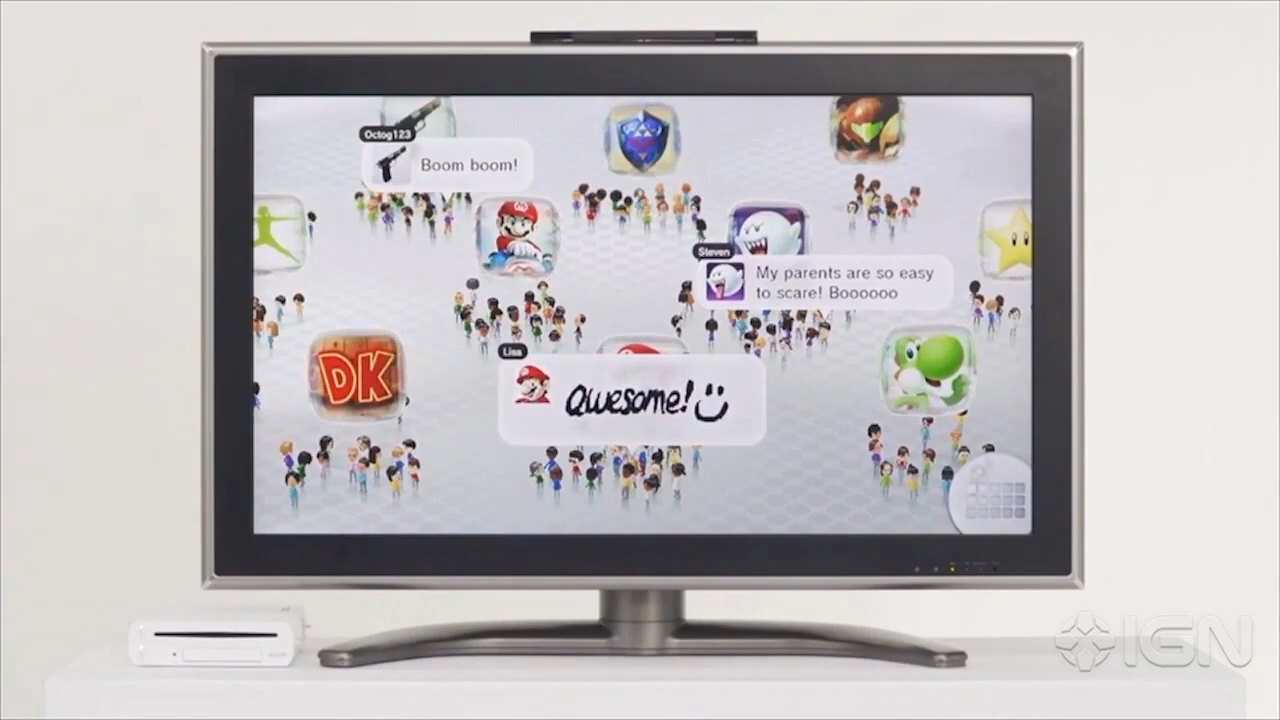 Octog123
Boom boom!
Steven
My parents are so easy
to scare! Boooooo
DK
Lisa
Awesome!
IGN